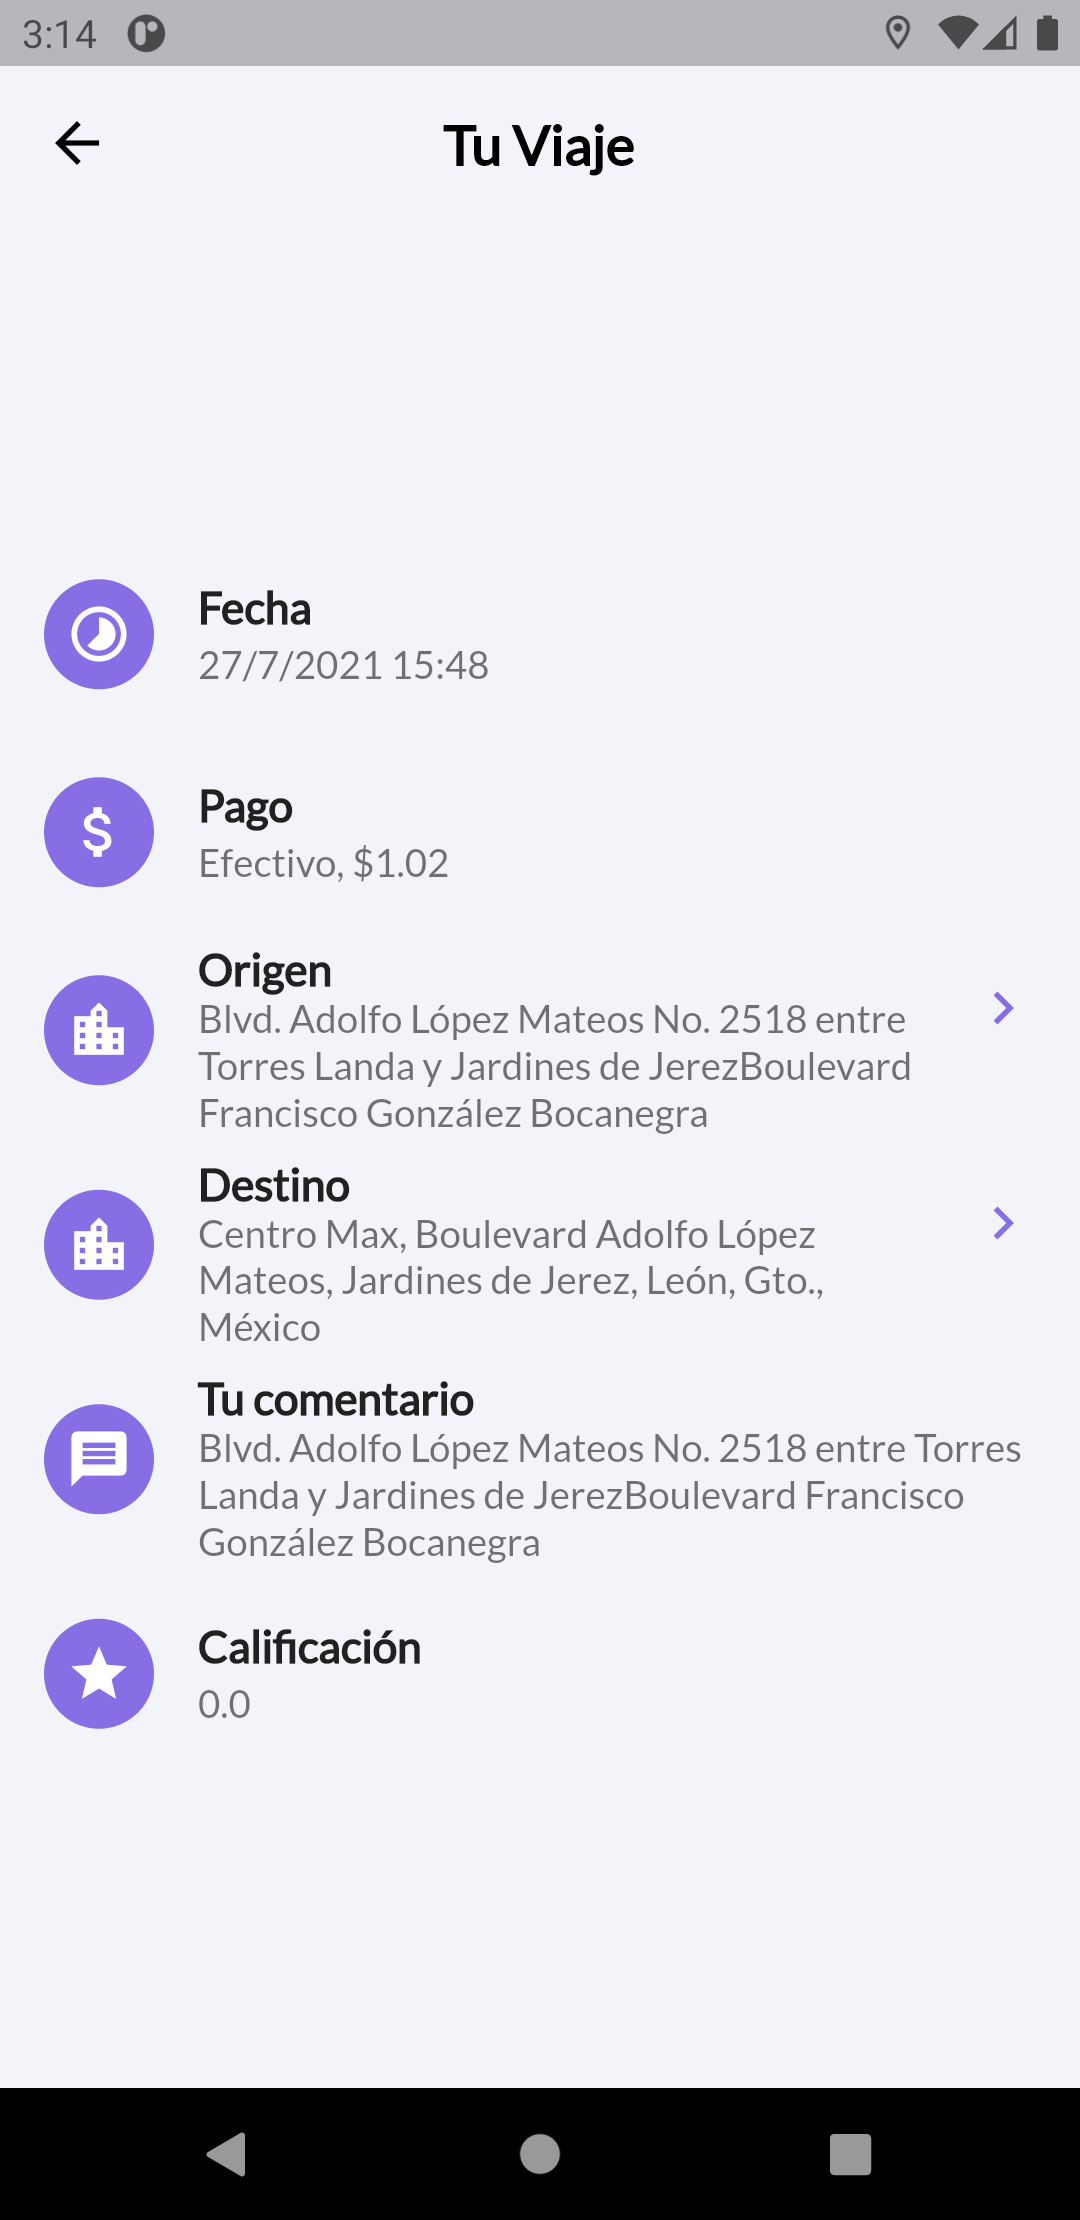 3:14
Tu Viaje
Fecha
27/7/2021 15:48
Pago
Efectivo, $1.02
Origen
Blvd. Adolfo López Mateos No. 2518 entre
Torres Landa y Jardines de JerezBoulevard
Francisco González Bocanegra
Destino
Centro Max, Boulevard Adolfo López
Mateos, Jardines de Jerez, León, Gto.,
México
Tu comentario
Blvd. Adolfo López Mateos No. 2518 entre Torres
Landa y Jardines de JerezBoulevard Francisco
González Bocanegra
Calificación
0.0